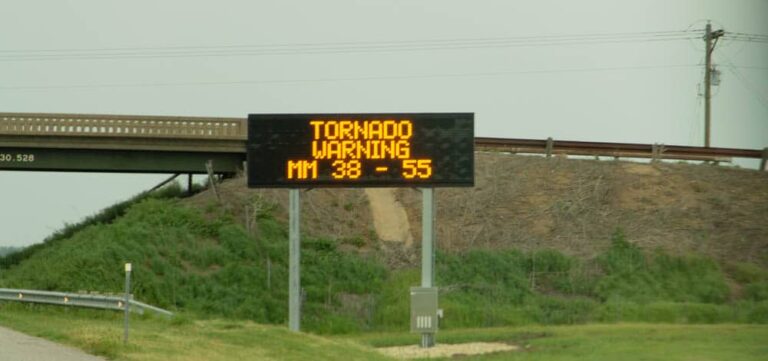 TORNADO
WARNING
MM 38 - 55
30.528